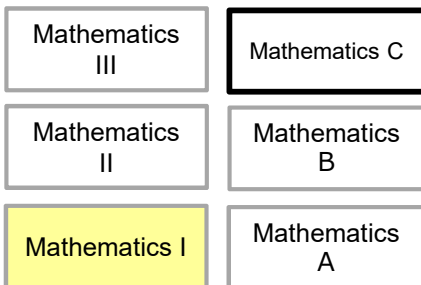 Mathematics
III
Mathematics C
Mathematics
II
Mathematics
B
Mathematics I
Mathematics
A